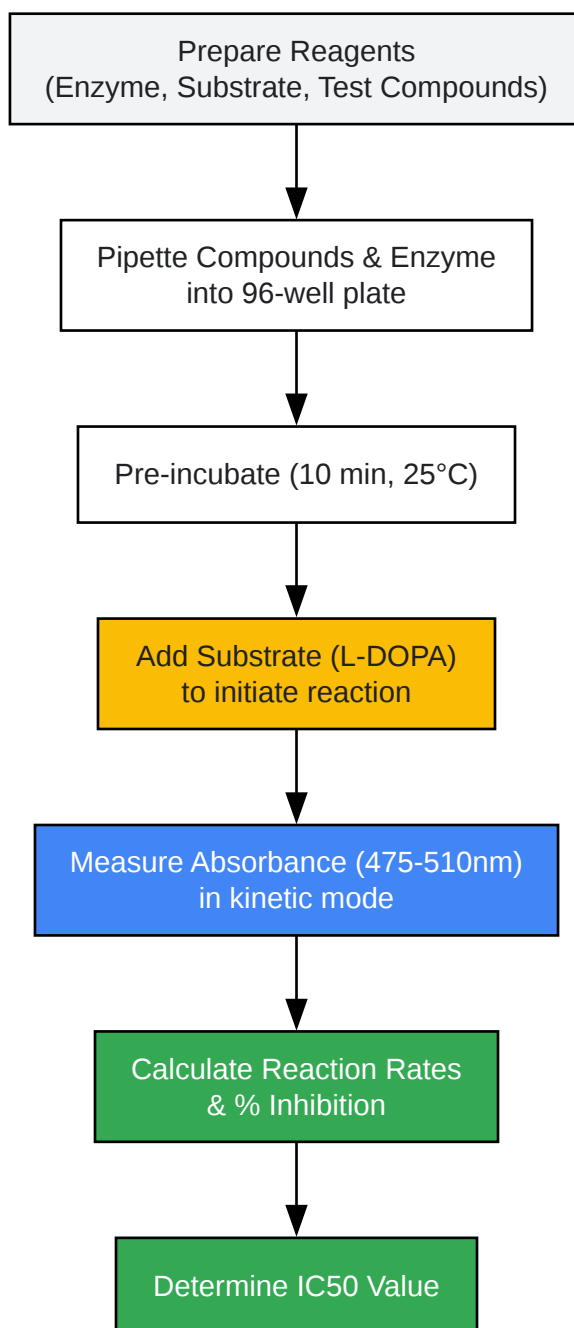 Prepare Reagents
(Enzyme, Substrate, Test Compounds)
Pipette Compounds & Enzyme
into 96-well plate
Pre-incubate (10 min, 25°C)
Add Substrate (L-DOPA)
to initiate reaction
Measure Absorbance (475-510nm)
in kinetic mode
Calculate Reaction Rates
& % Inhibition
Determine IC50 Value